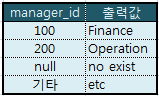 manager_id 출력값
100 Finance
200 Operation
null no exist
기타 etc